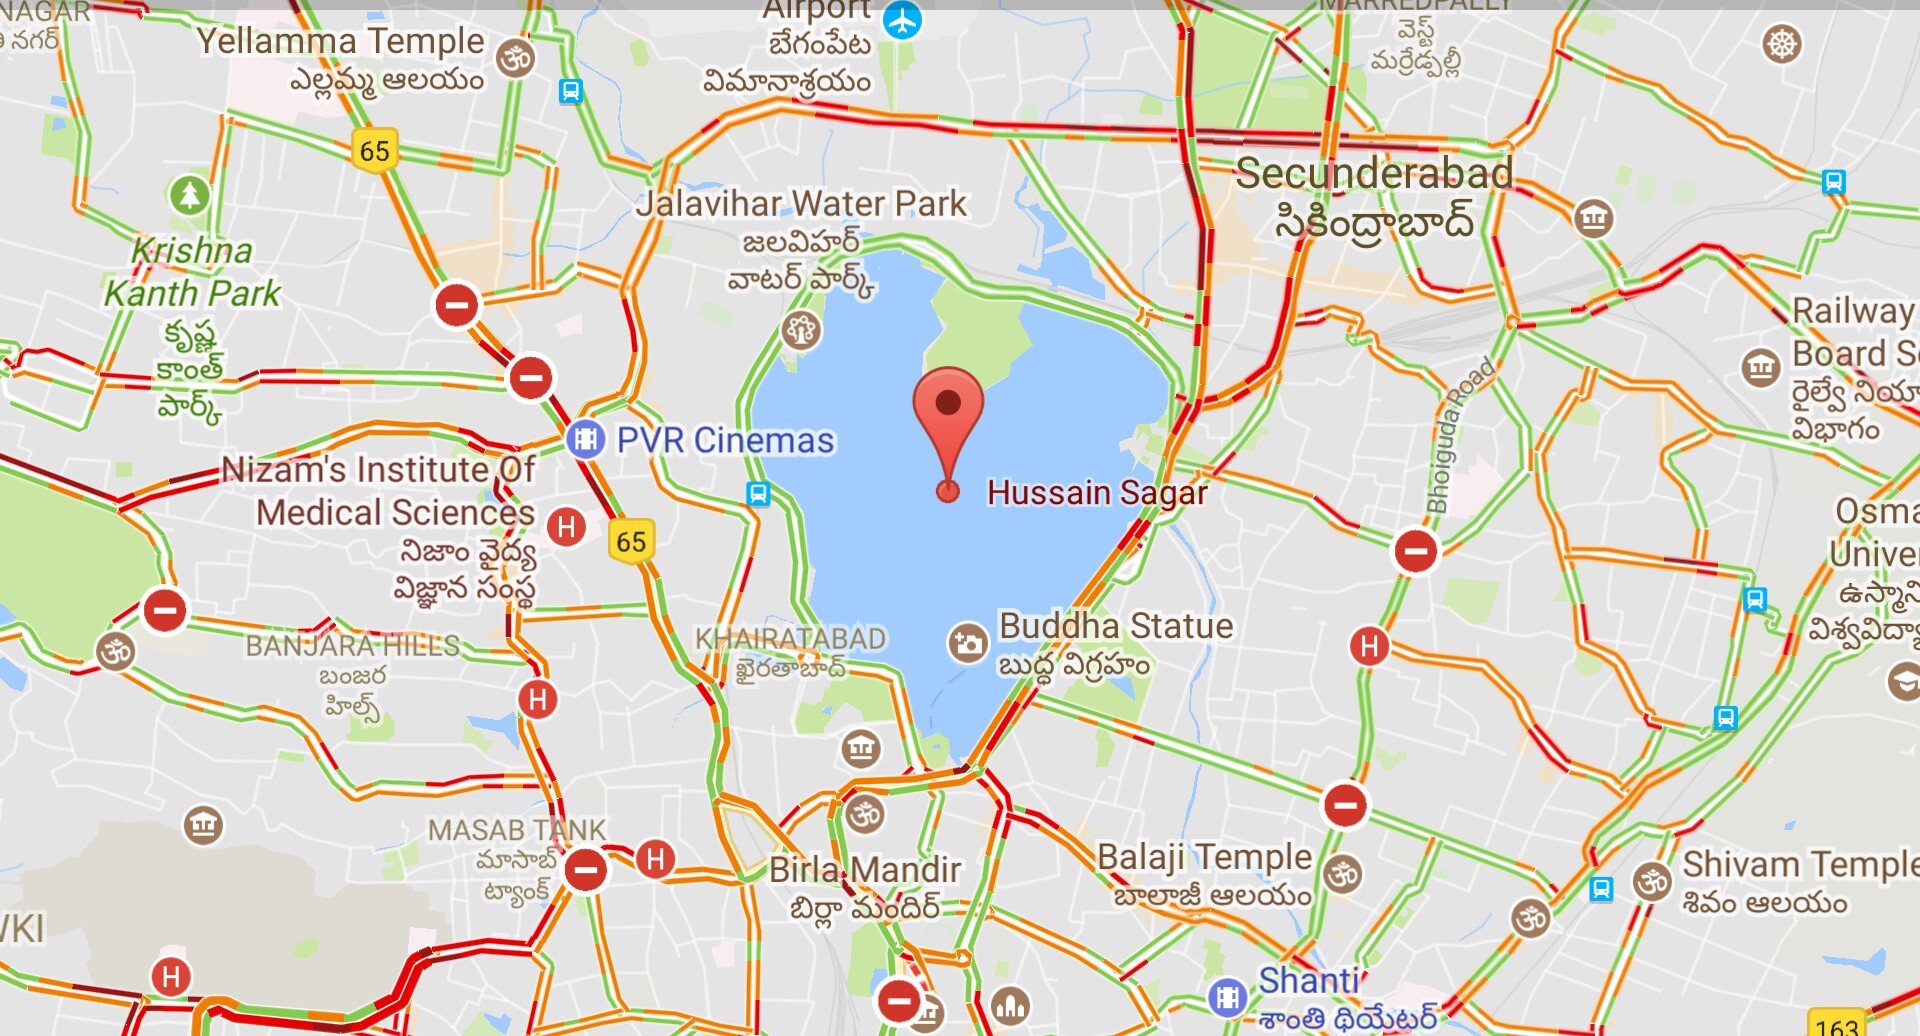 NAGAR
నగర్
Yellamma Temple
ఎల్లమ్మ ఆలయం
Airport
బేగంపేట
విమానాశ్రయం
MARREDPALLY
వెస్ట్
మర్రేడ్పల్లీ
65
Secunderabad
సికింద్రాబాద్
Jalavihar Water Park
జలవిహర్
వాటర్ పార్క్
Krishna
Kanth Park
కృష్ణ
కాంత్
పార్క్
Railway
Board
రైల్వే నియా
విభాగం
Bhoiguda Road
PVR Cinemas
Nizam's Institute Of
Medical Sciences
నిజాం వైద్య
విజ్ఞాన సంస్థ
H
65
Hussain Sagar
Osma
Univer
ఉస్మాని
విశ్వవిద్యా
Buddha Statue
బుద్ధ విగ్రహం
KHAIRATABAD
ఖైరతాబాద్
BANJARA HILLS
బంజర
హిల్స్
H
H
MASAB TANK
మాసాబ్
ట్యాంక్
H
Birla Mandir
బిర్లా మందిర్
Balaji Temple
బాలాజీ ఆలయం
Shivam Temple
శివం ఆలయం
WKI
H
Shanti
శాంతి థియేటర్
163